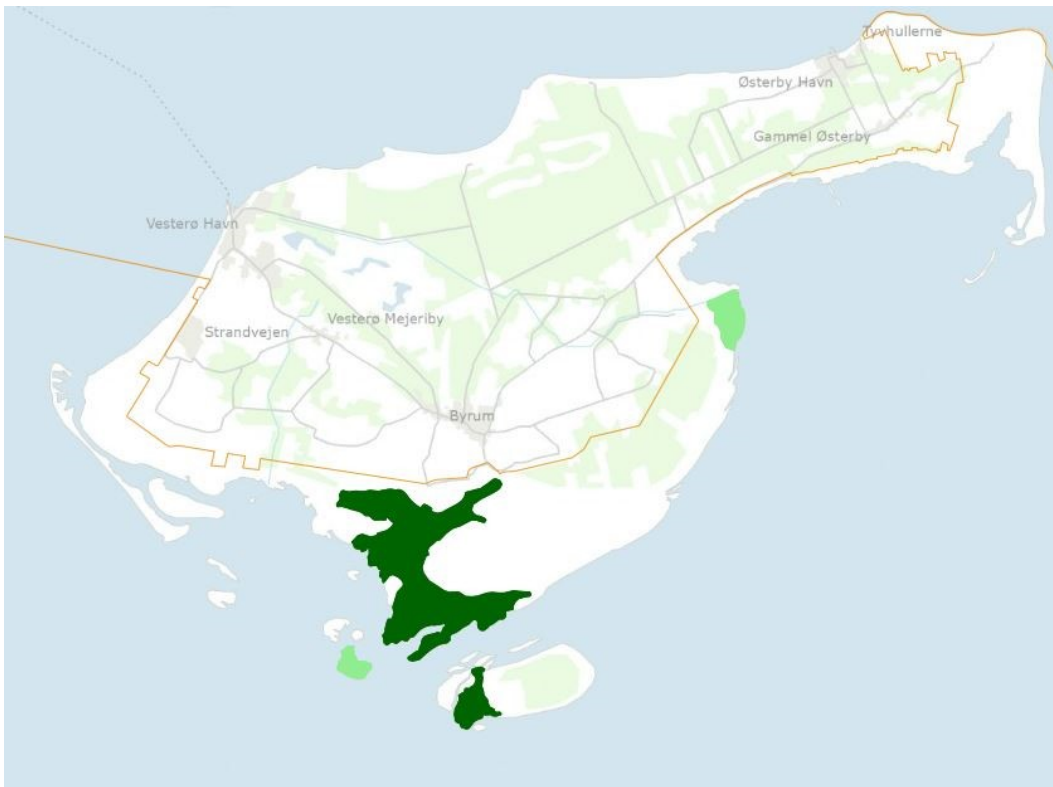 Tyvhullerne
Østerby Havn
Gammel Østerby
Vesterø Havn
Vesterø Mejeriby
Strandvejen
Byrum